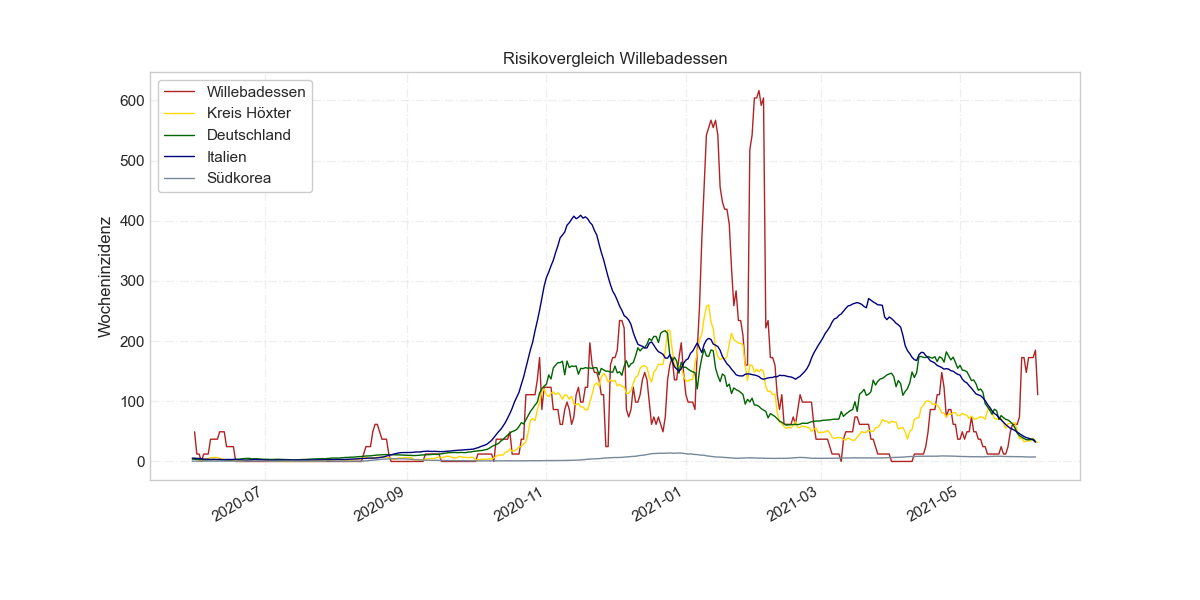 Risikovergleich Willebadessen
Willebadessen
Kreis Höxter
Deutschland
Italien
Südkorea
Wocheninzidenz
600
500
400
300
200
100
0
2020-07
2020-09
2020-11
2021-01
2021-03
2021-05